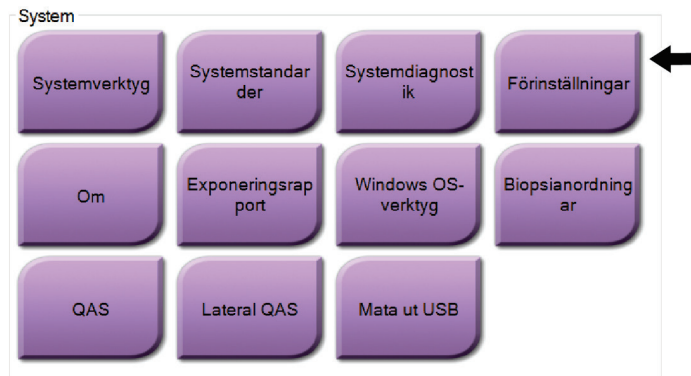 System
Systemverktyg
Systemstandar
der
Systemdiagnost
ik
Förinställningar
Om
Exponeringsrap
port
Windows OS-
verktyg
Biopsianordning
ar
QAS
Lateral QAS
Mata ut USB